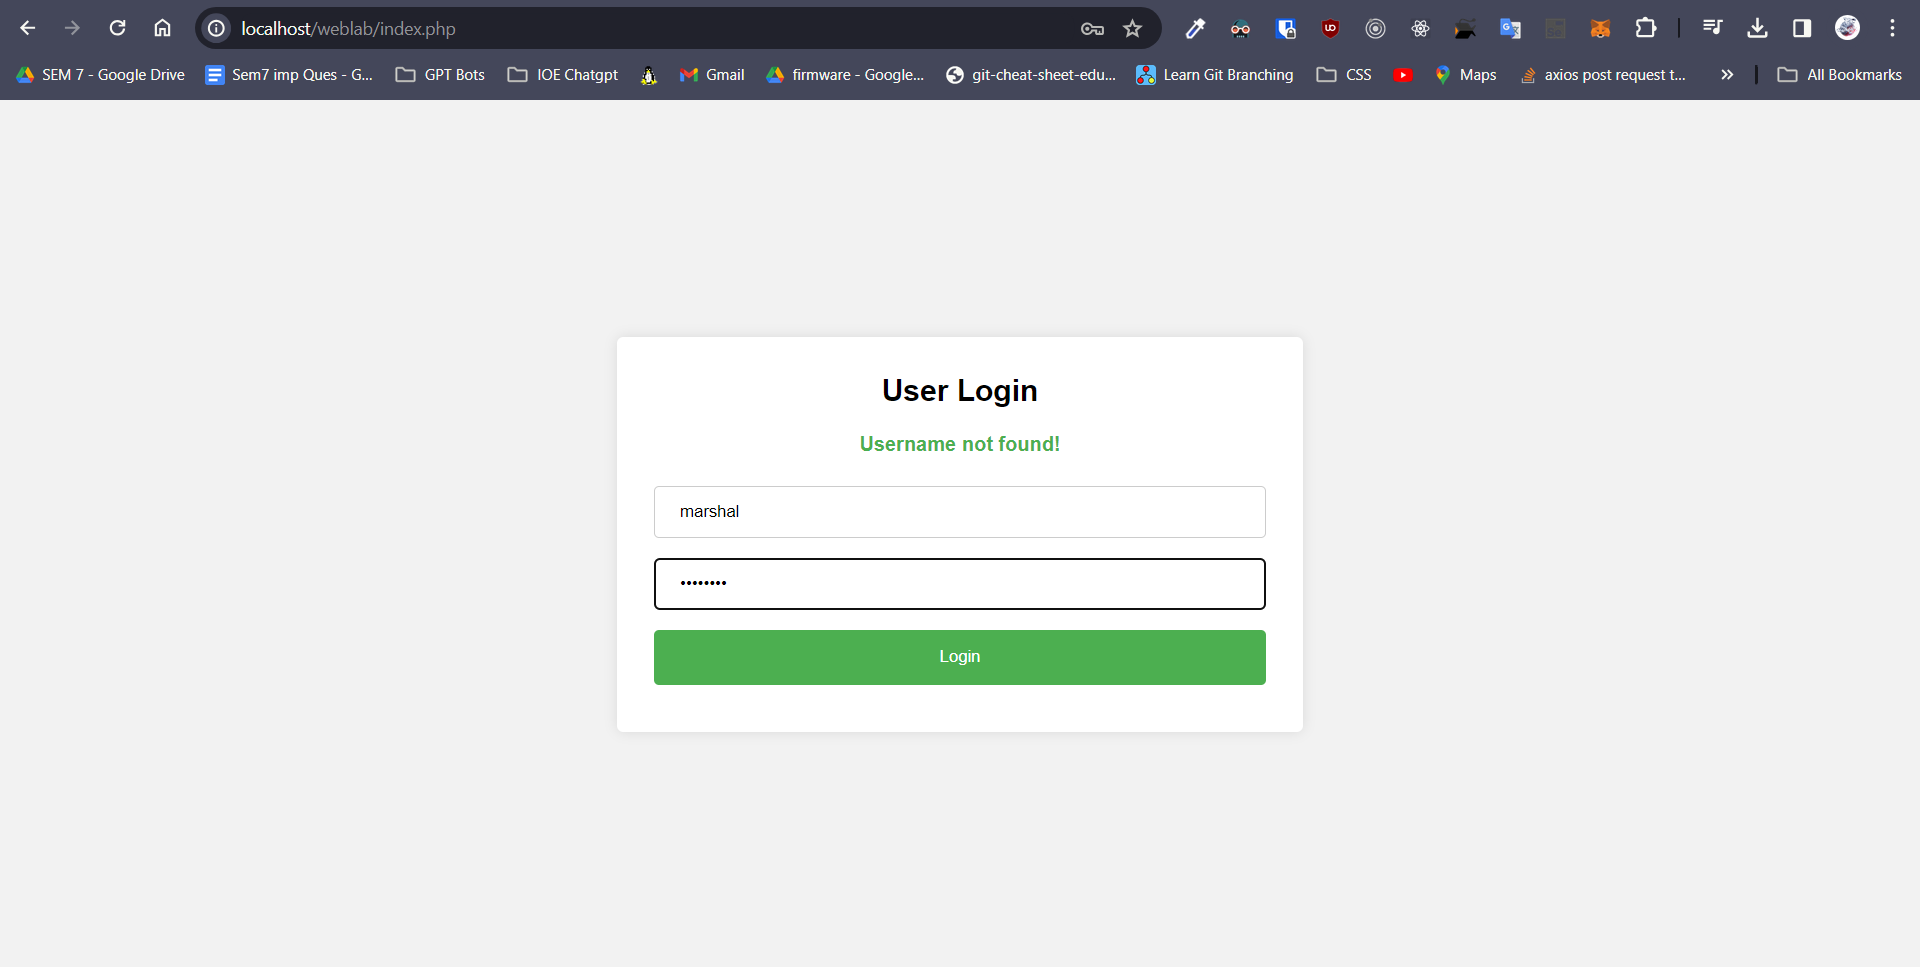 localhost/weblab/index.php
SEM 7 - Google Drive Sem7 imp Ques - G... GPT Bots IOE Chatgpt Gmail firmware - Google... git-cheat-sheet-edu... Learn Git Branching CSS Maps axios post request t... » All Bookmarks
User Login
Username not found!
marshal
••••••••
Login